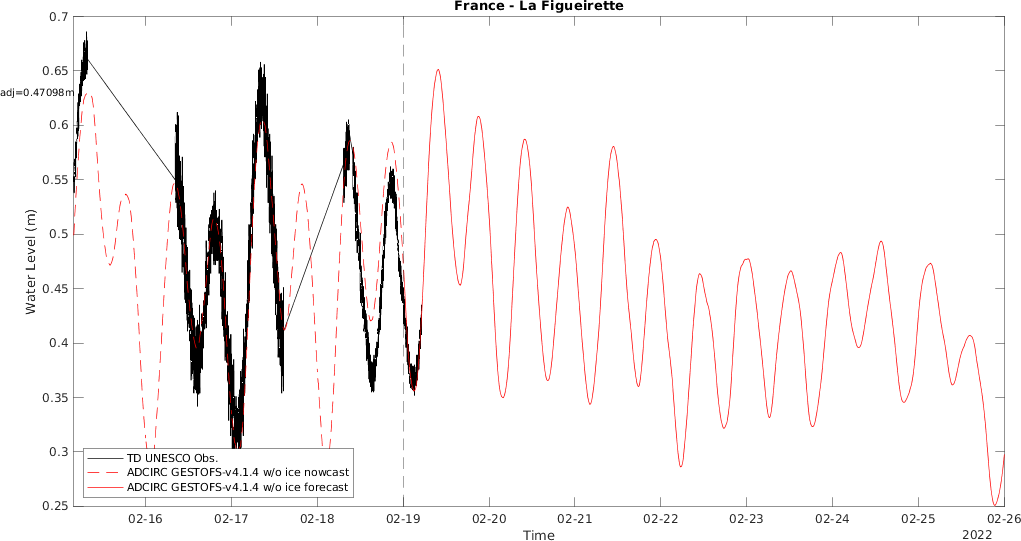 France - La Figueirette
0.7
0.65
adj=0.47098m
0.6
0.55
0.5
0.45
0.4
0.35
0.3
0.25
Water Level (m)
TD UNESCO Obs.
ADCIRC GESTOFS-v4.1.4 w/o ice nowcast
ADCIRC GESTOFS-v4.1.4 w/o ice forecast
02-16 02-17 02-18 02-19 02-20 02-21 02-22 02-23 02-24 02-25 02-26
Time
2022